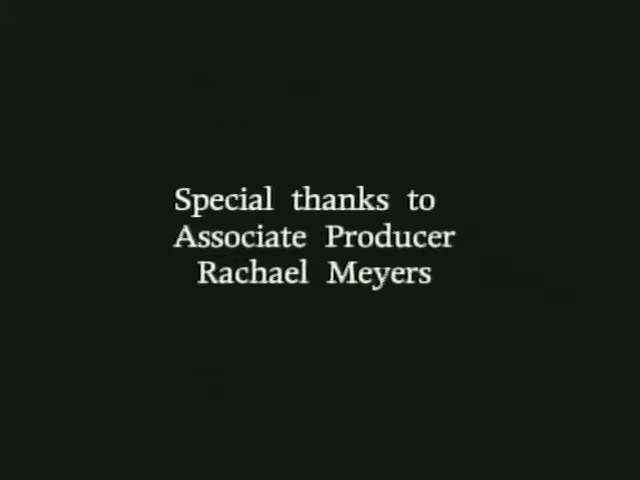 Special thanks to
Associate Producer
Rachael Meyers